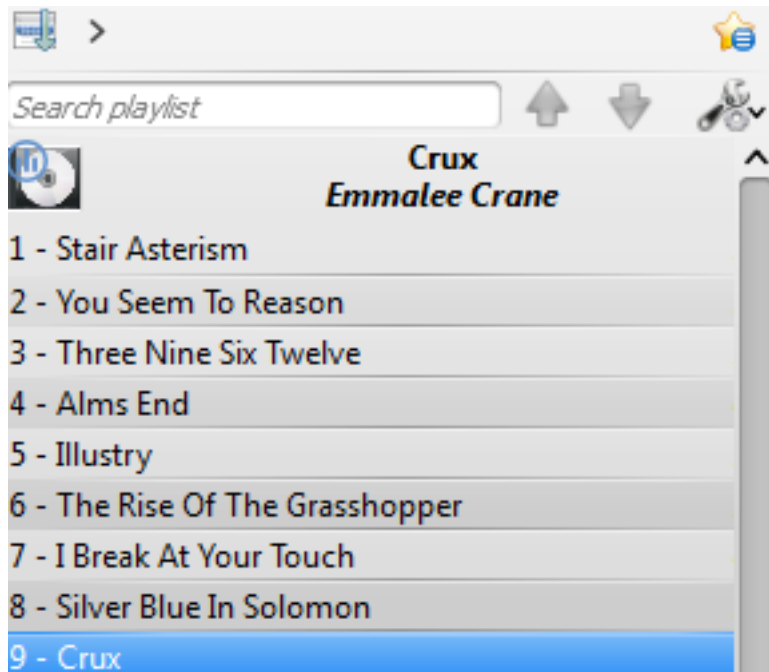 Search playlist
Crux
Emmalee Crane
1 - Stair Asterism
2 - You Seem To Reason
3 - Three Nine Six Twelve
4 - Alms End
5 - Illustry
6 - The Rise Of The Grasshopper
7 - I Break At Your Touch
8 - Silver Blue In Solomon
9 - Crux